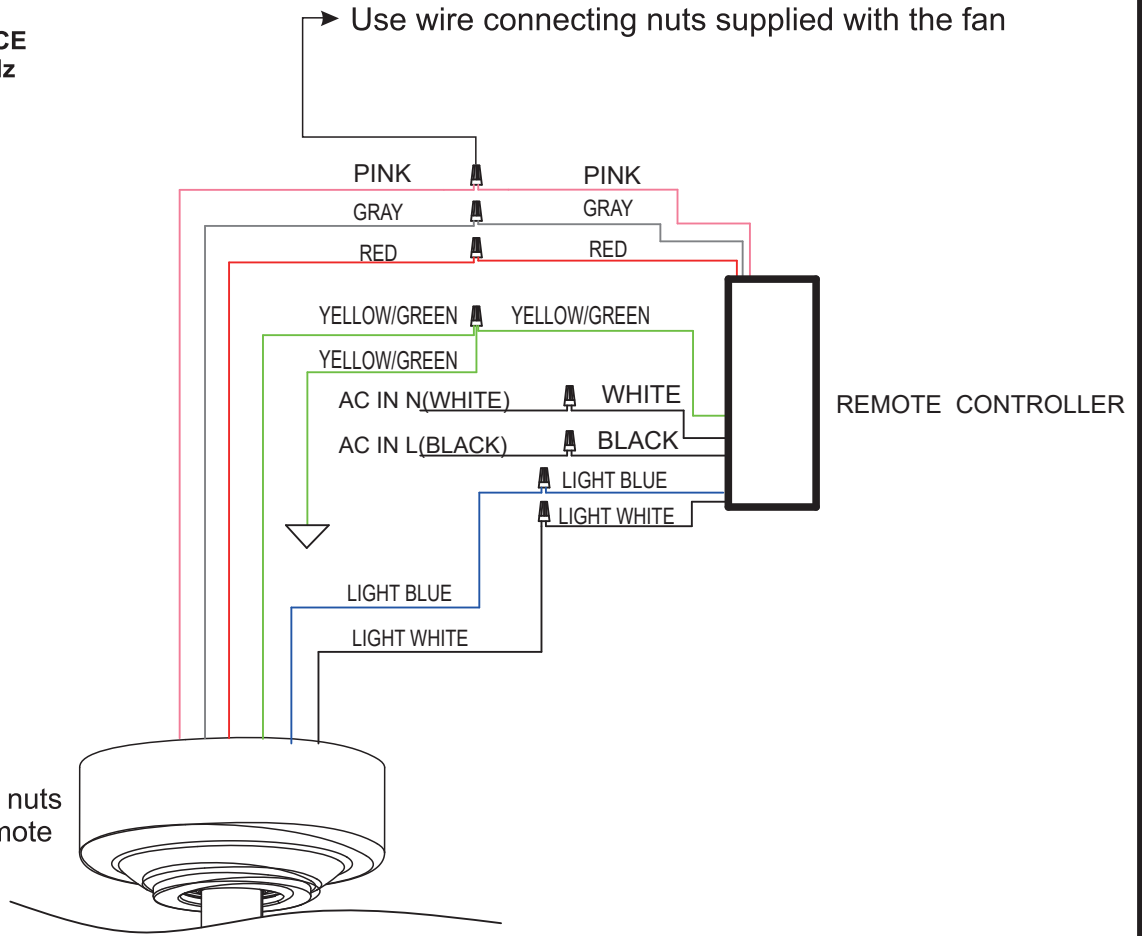 Use wire connecting nuts supplied with the fan
CE
PINK PINK
GRAY GRAY
RED RED
YELLOW/GREEN YELLOW/GREEN
YELLOW/GREEN
AC IN N(WHITE) WHITE
REMOTE CONTROLLER
AC IN L(BLACK) BLACK
LIGHT BLUE
LIGHT WHITE
LIGHT BLUE
LIGHT WHITE
nuts
mote